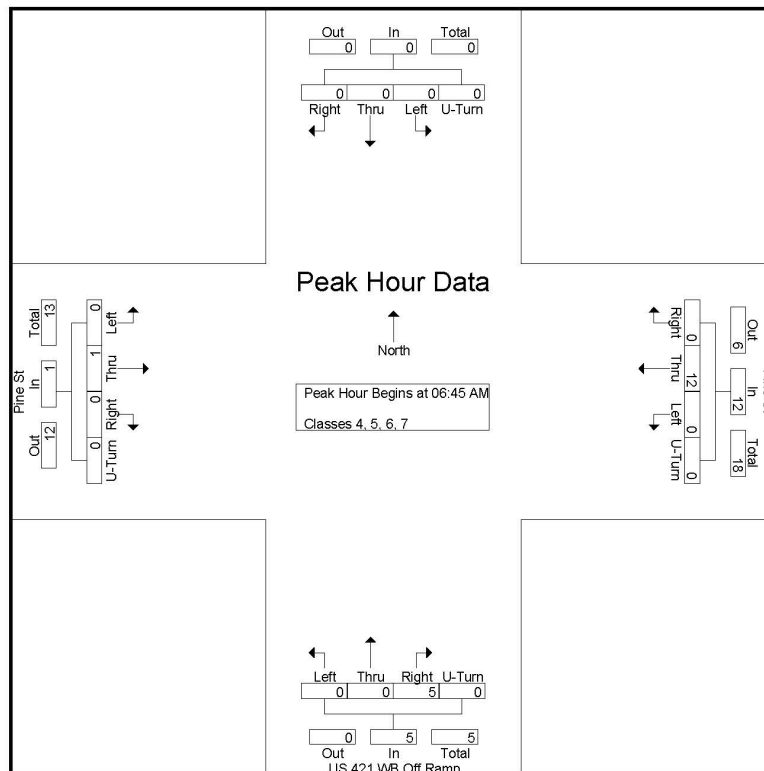 Out In Total
0 0 0
0 0 0 0
Right Thru Left U-Turn
Peak Hour Data
North
Peak Hour Begins at 06:45 AM
Classes 4, 5, 6, 7
Pine St
Total In Out
13 1 12
0 1 0 0
Left Thru Right U-Turn
Right Thru Left U-Turn
0 12 0 0
6 12 18
Out In Total
Left Thru Right U-Turn
0 0 5 0
0 5 5
Out In Total
US 421 WB Off Ramp